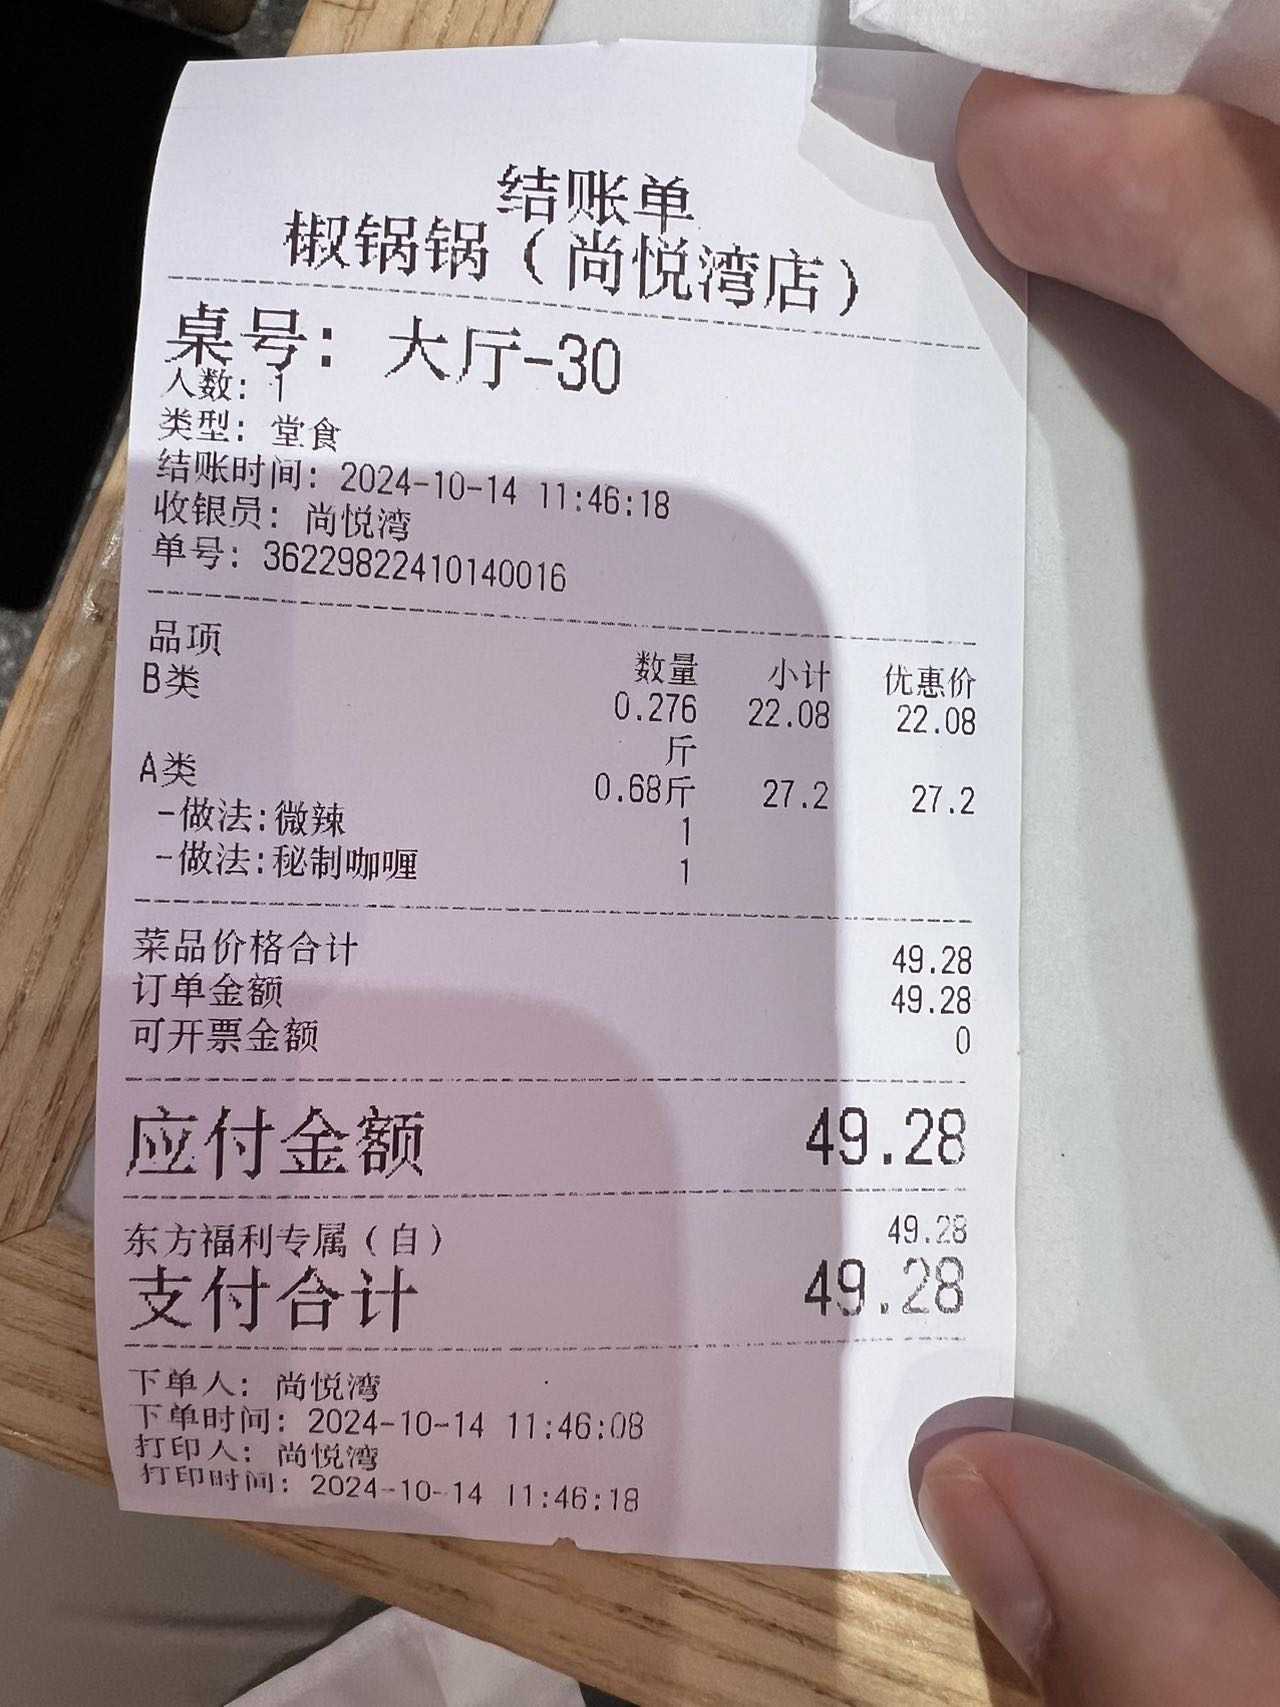 结账单
椒锅锅（尚悦湾店）
桌号：大厅-30
人数：1
类型：堂食
结账时间：2024-10-14 11:46:18
收银员：尚悦湾
单号：36229822410140016
品项 数量 小计 优惠价
B类 0.276斤 22.08 22.08
A类 0.68斤 27.2 27.2
-做法:微辣 1
-做法:秘制咖喱 1
菜品价格合计 49.28
订单金额 49.28
可开票金额 0
应付金额 49.28
东方福利专属（自） 49.28
支付合计 49.28
下单人：尚悦湾
下单时间：2024-10-14 11:46:08
打印人：尚悦湾
打印时间：2024-10-14 11:46:18